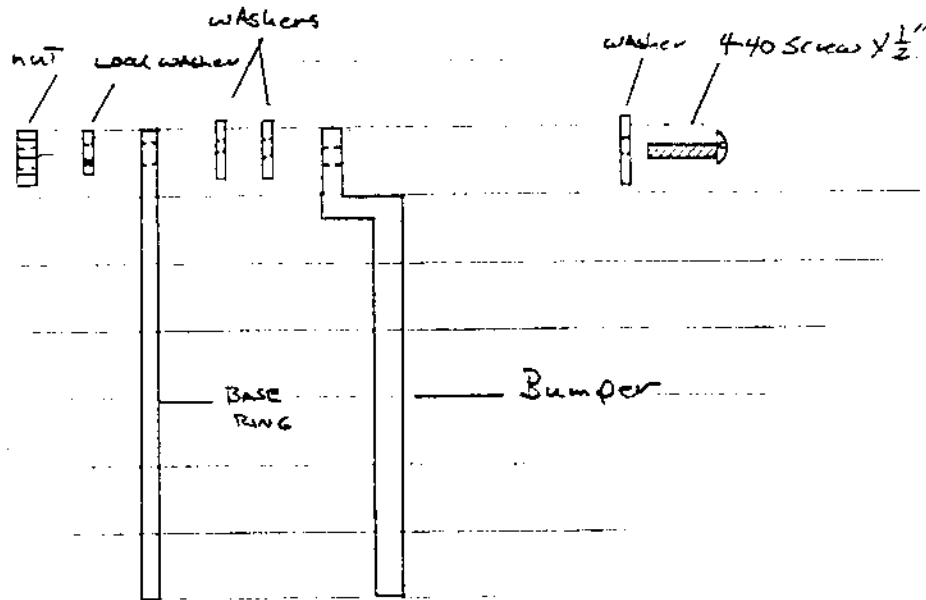 washers
nut
Lock washer
washer
4-40 Screw X 1/2"
BASE
RING
Bumper